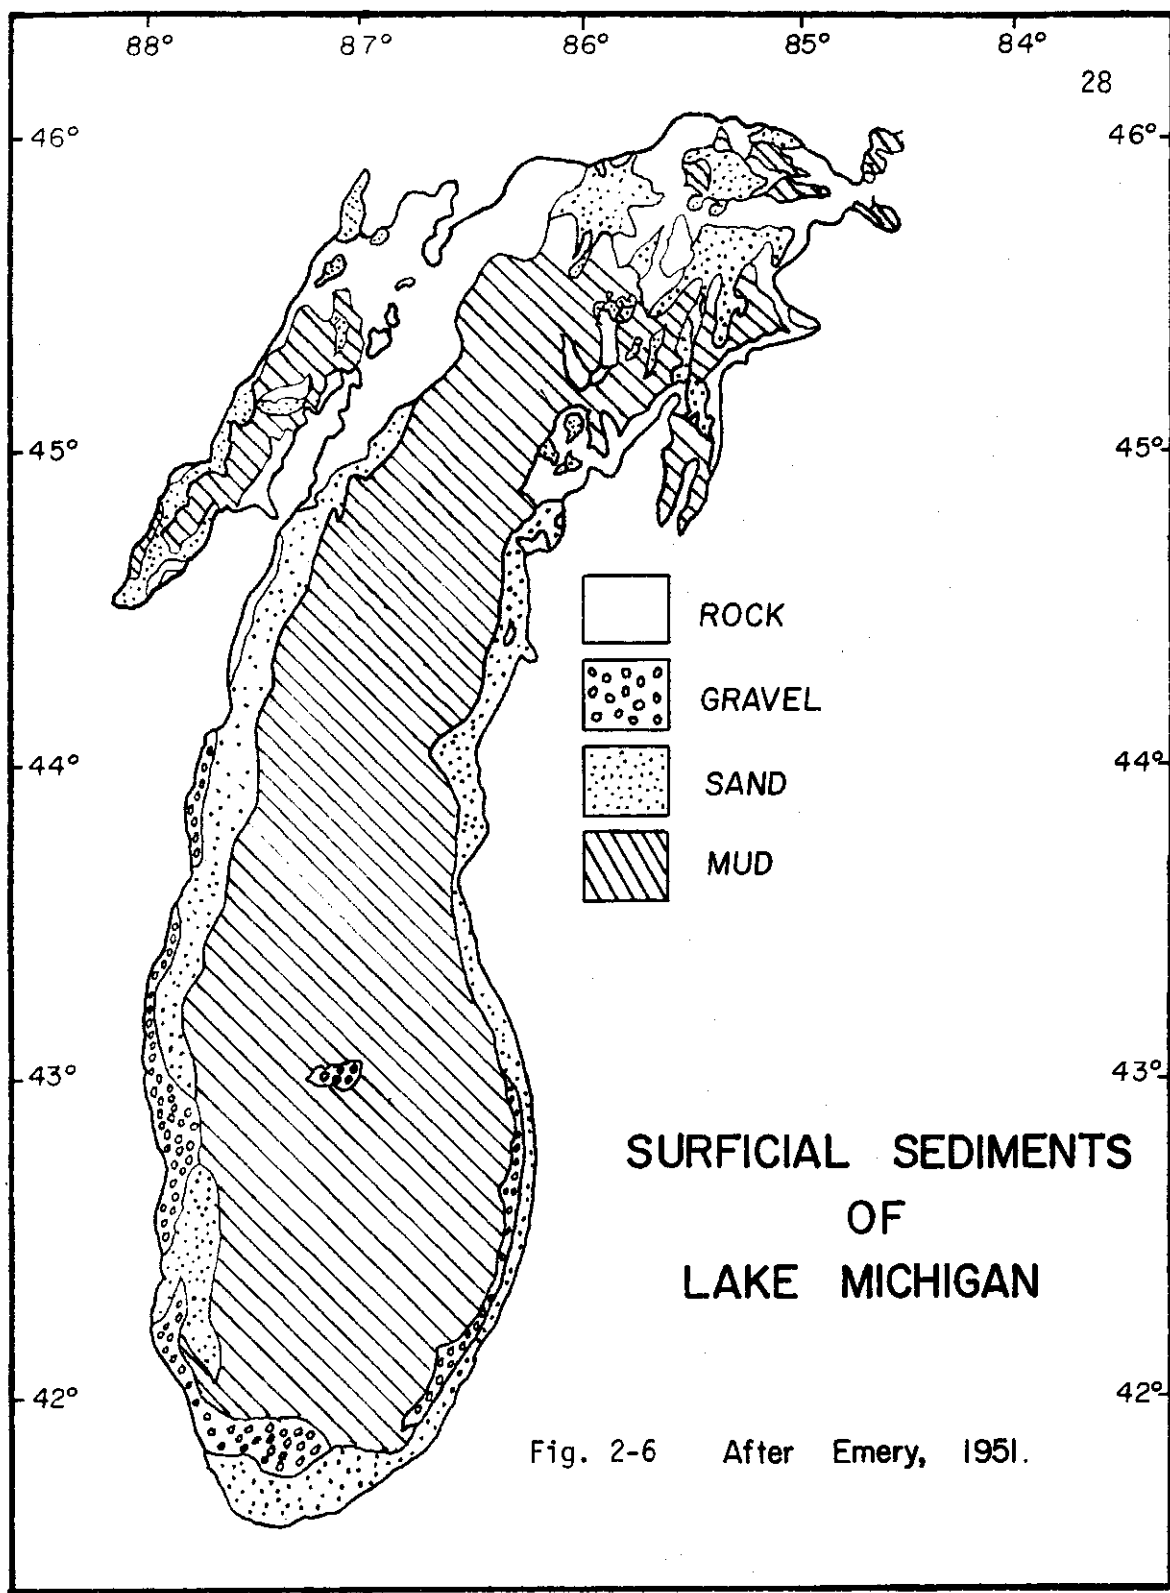 88° 87° 86° 85° 84°
28
46° 46°
45° 45°
ROCK
GRAVEL
44° 44°
SAND
MUD
43° 43°
SURFICIAL SEDIMENTS
OF
LAKE MICHIGAN
42° 42°
Fig. 2-6 After Emery, 1951.